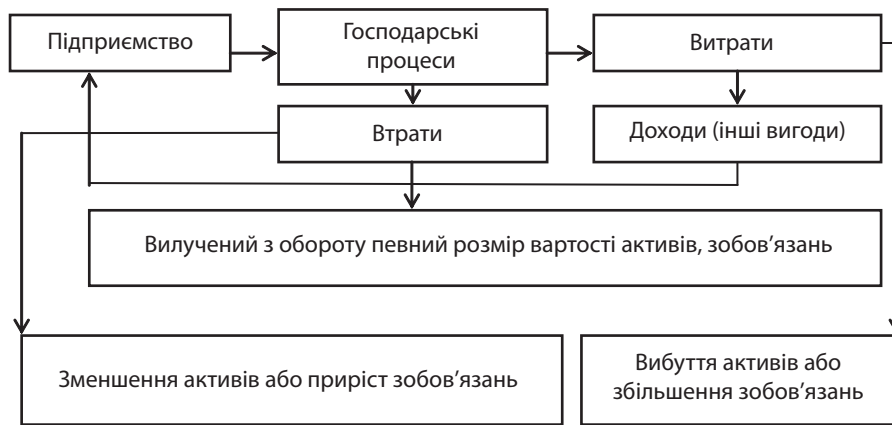 Підприємство
Господарські
процеси
Витрати
Втрати
Доходи (інші вигоди)
Вилучений з обороту певний розмір вартості активів, зобов’язань
Зменшення активів або приріст зобов’язань
Вибуття активів або
збільшення зобов’язань